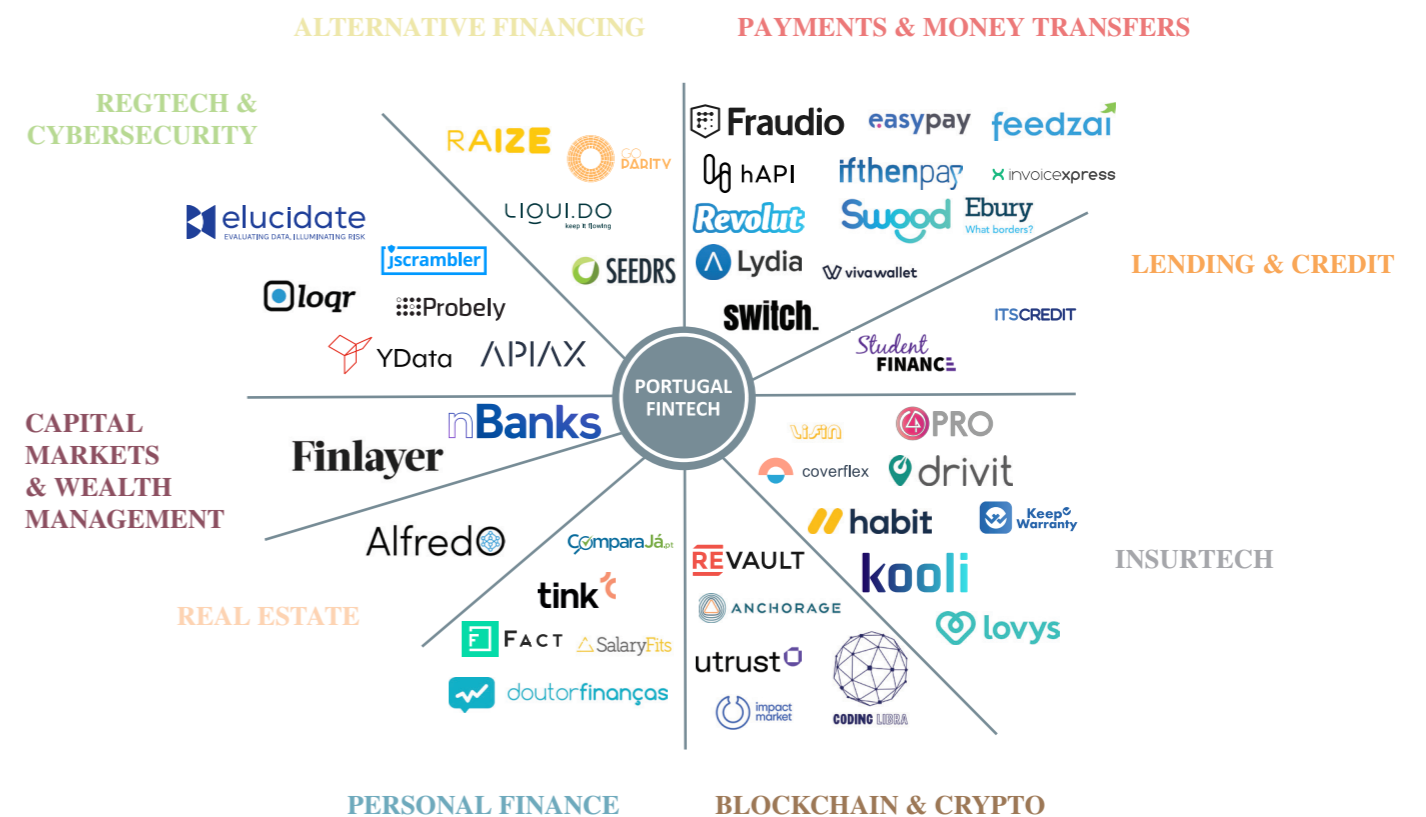 ALTERNATIVE FINANCING
PAYMENTS & MONEY TRANSFERS
REGTECH &
CYBERSECURITY
RAIZE
GO
PARITY
LIQUI.DO
keep it flowing
SEEDRS
Fraudio
easypay
feedzai
hAPI
ifthenpay
invoicexpress
Revolut
Swood
Ebury
What borders?
Lydia
vivawallet
switch
LENDING & CREDIT
ITSCREDIT
Student
FINANCE
elucidate
EVALUATING DATA, ILLUMINATING RISK
jscrambler
loqr
Probely
YData
APIAX
PORTUGAL
FINTECH
CAPITAL
MARKETS
& WEALTH
MANAGEMENT
nBanks
Finlayer
REAL ESTATE
Alfredo
ComparaJá.pt
tink
F
FACT
SalaryFits
doutorfinanças
PERSONAL FINANCE
REVAULT
ANCHORAGE
utrust
impact
market
CODING LIBRA
BLOCKCHAIN & CRYPTO
4
PRO
coverflex
drivit
habit
Keep
Warranty
kooli
lovys
INSURTECH